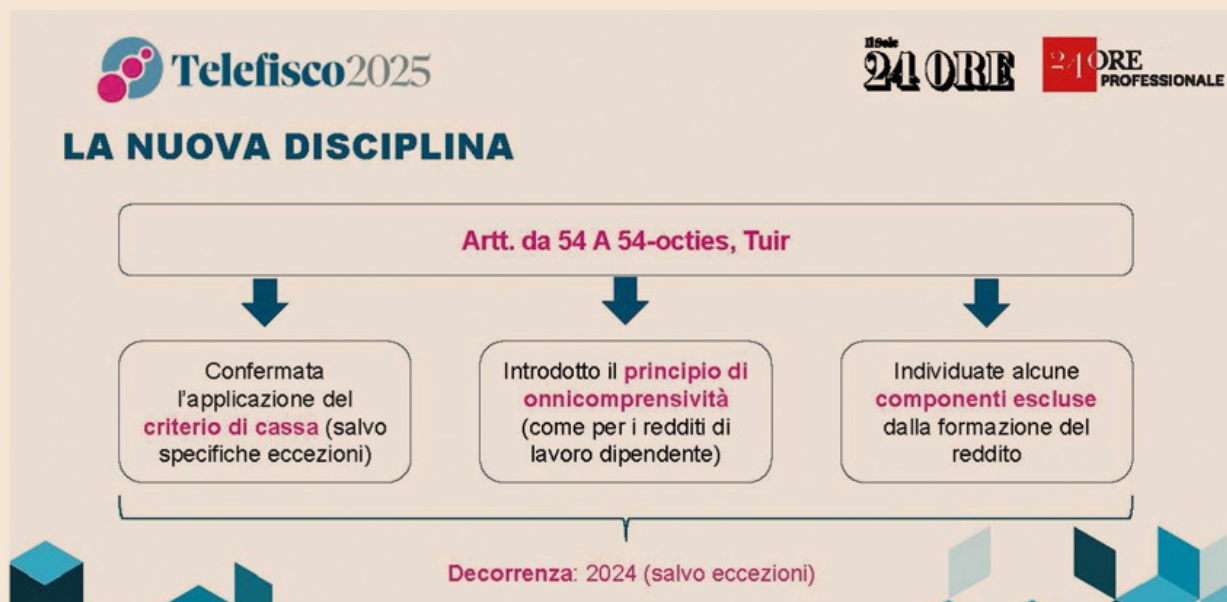 Telefisco 2025
Il Sole
24 ORE
24 ORE
PROFESSIONALE
LA NUOVA DISCIPLINA
Artt. da 54 A 54-octies, Tuir
Confermata
l'applicazione del
criterio di cassa (salvo
specifiche eccezioni)
Introdotto il principio di
onnicomprensività
(come per i redditi di
lavoro dipendente)
Individuate alcune
componenti escluse
dalla formazione del
reddito
Decorrenza: 2024 (salvo eccezioni)